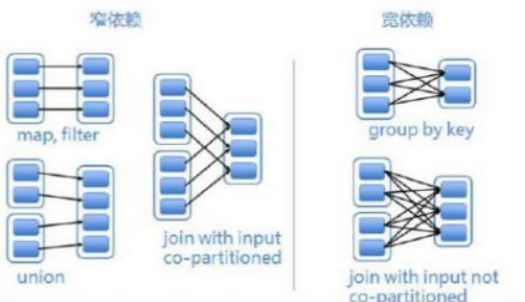 窄依赖
宽依赖
map, filter
union
join with input
co-partitioned
group by key
join with input not
co-partitioned